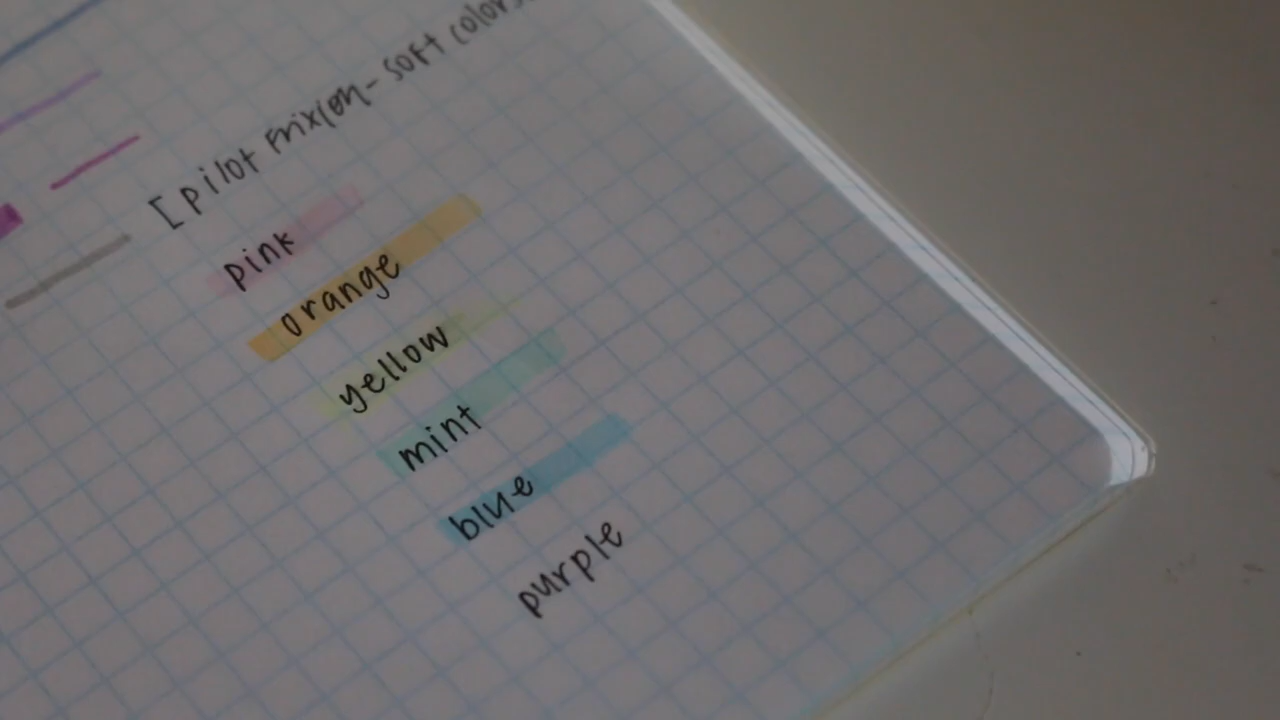 [pilot Frixion- soft colors
pink
orange
yellow
mint
blue
purple